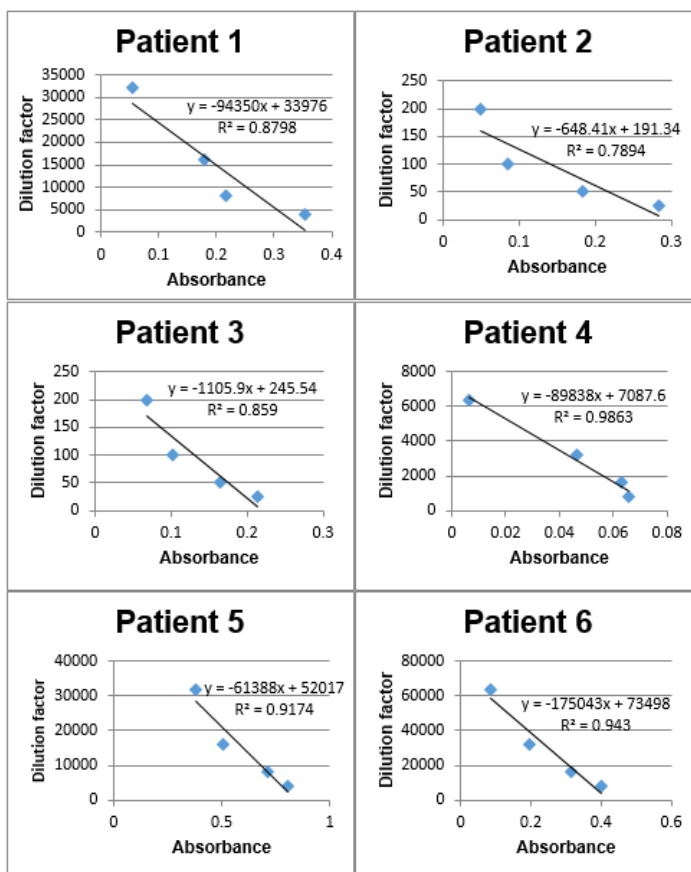 Patient 1
35000
30000
25000
20000
15000
10000
5000
0
Dilution factor
y = -94350x + 33976
R² = 0.8798
0
0.1
0.2
0.3
0.4
Absorbance
Patient 2
250
200
150
100
50
0
Dilution factor
y = -648.41x + 191.34
R² = 0.7894
0
0.1
0.2
0.3
Absorbance
Patient 3
250
200
150
100
50
0
Dilution factor
y = -1105.9x + 245.54
R² = 0.859
0
0.1
0.2
0.3
Absorbance
Patient 4
8000
6000
4000
2000
0
Dilution factor
y = -89838x + 7087.6
R² = 0.9863
0
0.02
0.04
0.06
0.08
Absorbance
Patient 5
40000
30000
20000
10000
0
Dilution factor
y = -61388x + 52017
R² = 0.9174
0
0.5
1
Absorbance
Patient 6
80000
60000
40000
20000
0
Dilution factor
y = -175043x + 73498
R² = 0.943
0
0.2
0.4
0.6
Absorbance